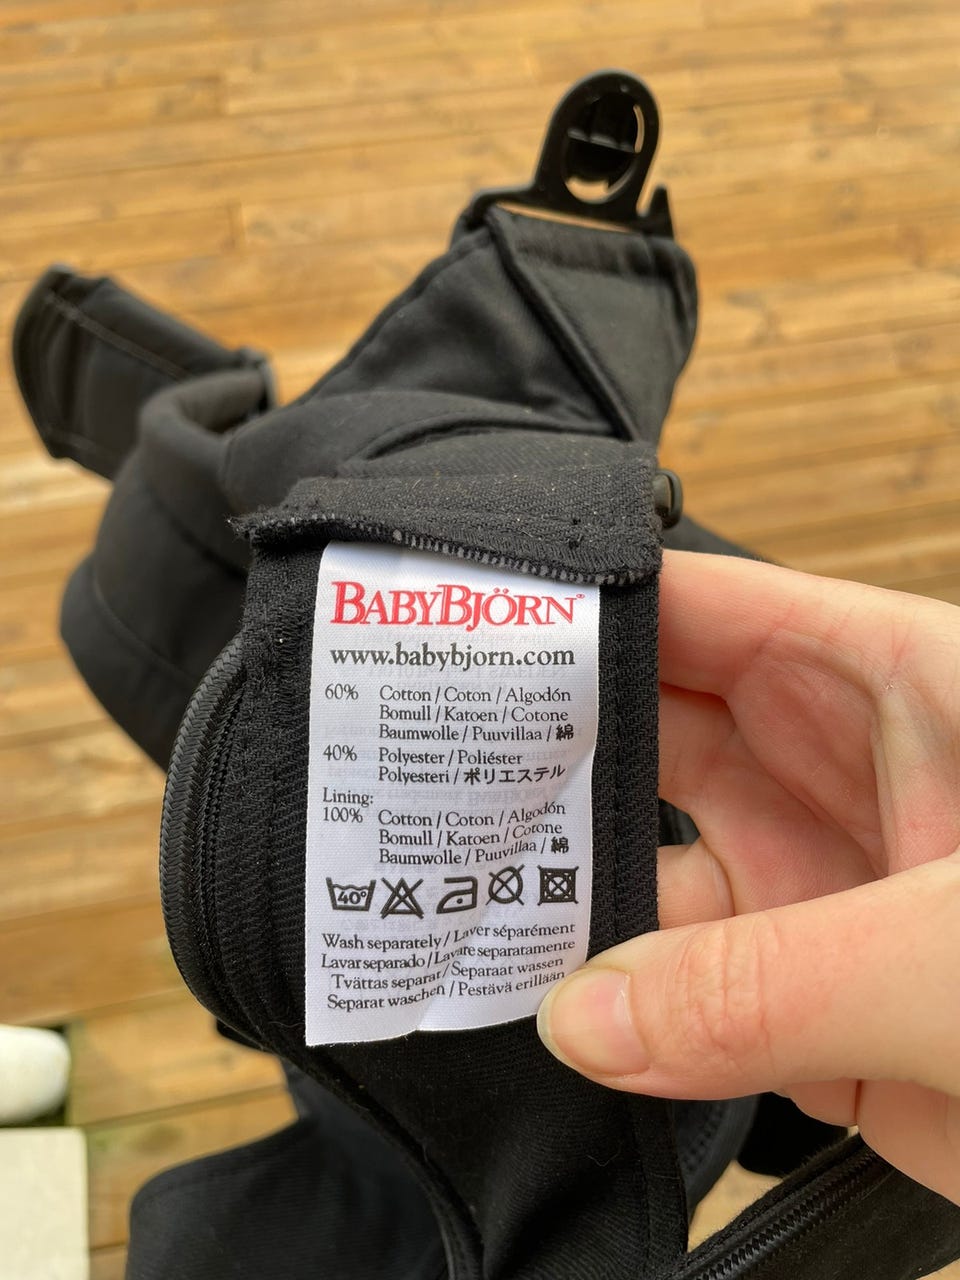 BABYBJÖRN®
www.babybjorn.com
60% Cotton / Coton / Algodón
Bomull / Katoen / Cotone
Baumwolle / Puuvillaa / 綿
40% Polyester / Poliéster
Polyesteri / ポリエステル
Lining:
100% Cotton / Coton / Algodón
Bomull / Katoen / Cotone
Baumwolle / Puuvillaa / 綿
40°
Wash separately / Laver séparément
Lavar separado / Lavare separatamente
Tvättas separat / Separaat wassen
Separat waschen / Pestävä erillään